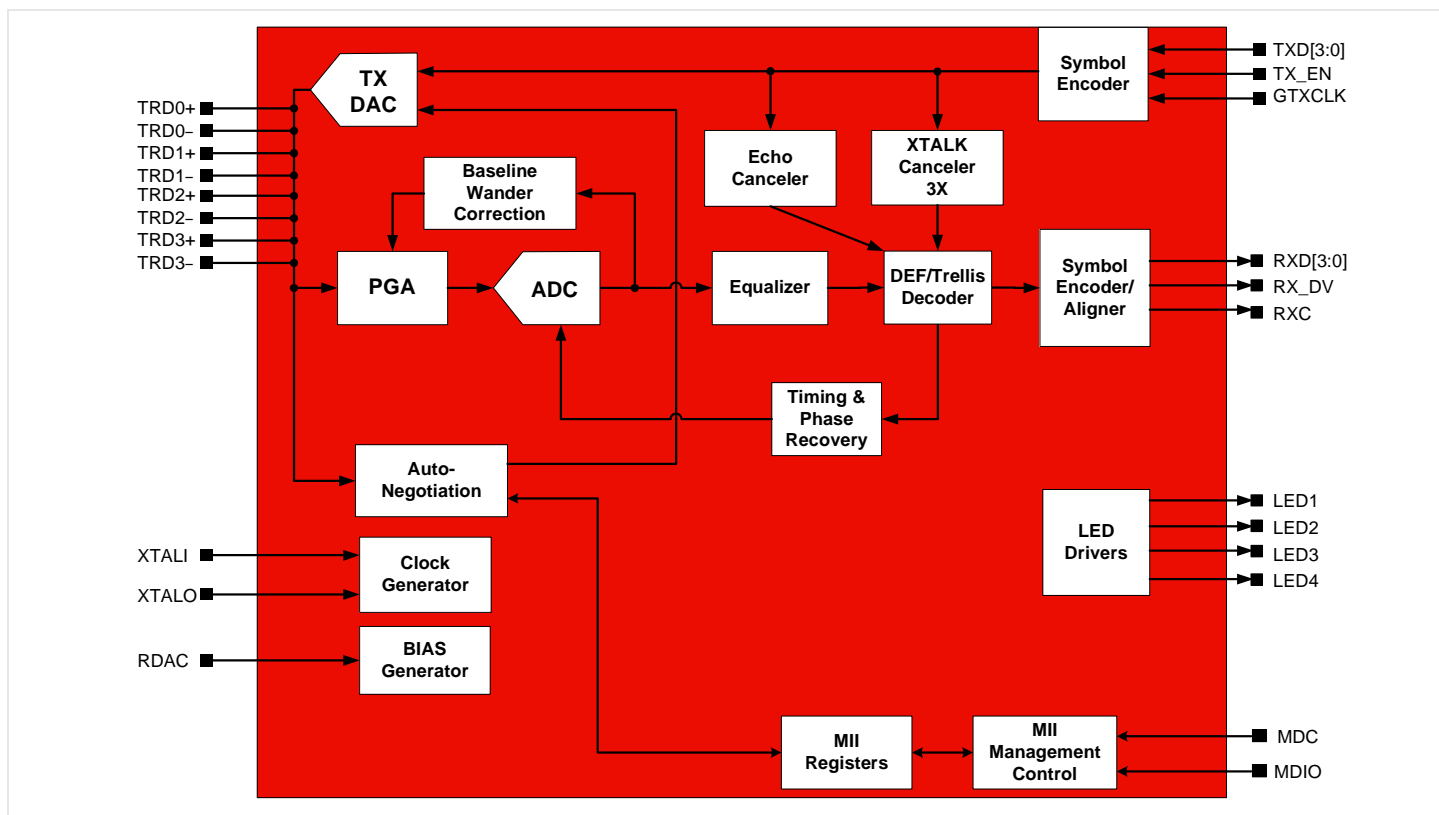 TXD[3:0]
TX_EN
GTXCLK
Symbol
Encoder
TX
DAC
TRD0+
TRD0–
TRD1+
TRD1–
TRD2+
TRD2–
TRD3+
TRD3–
Echo
Canceler
XTALK
Canceler
3X
Baseline
Wander
Correction
PGA
ADC
Equalizer
DEF/Trellis
Decoder
Symbol
Encoder/
Aligner
RXD[3:0]
RX_DV
RXC
Timing &
Phase
Recovery
Auto-
Negotiation
LED
Drivers
LED1
LED2
LED3
LED4
XTALI
XTALO
Clock
Generator
RDAC
BIAS
Generator
MII
Registers
MII
Management
Control
MDC
MDIO